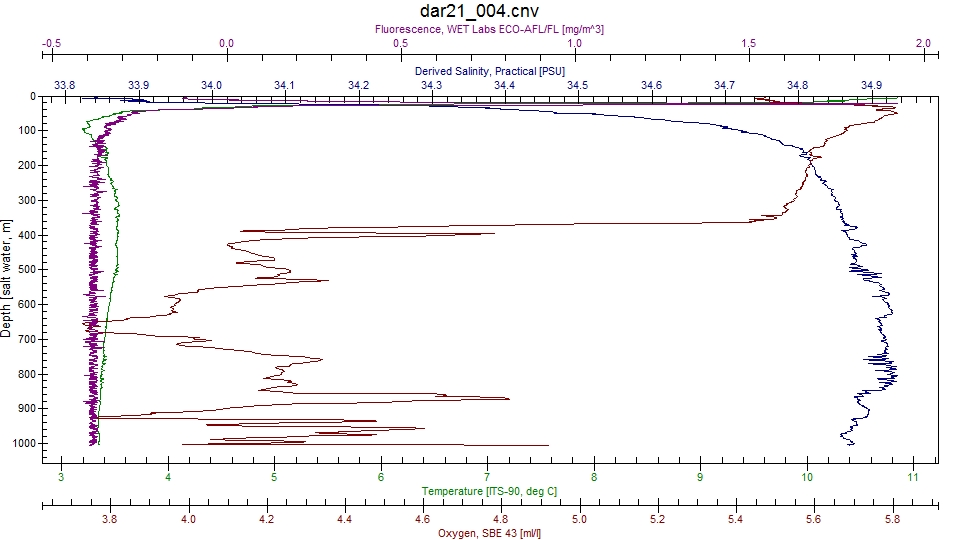 dar21_004.cnv
Fluorescence, WET Labs ECO-AFL/FL [mg/m^3]
-0.5 0.0 0.5 1.0 1.5 2.0
Derived Salinity, Practical [PSU]
33.8 33.9 34.0 34.1 34.2 34.3 34.4 34.5 34.6 34.7 34.8 34.9
0
100
200
300
400
500
600
700
800
900
1000
Depth [salt water, m]
3 4 5 6 7 8 9 10 11
Temperature [ITS-90, deg C]
3.8 4.0 4.2 4.4 4.6 4.8 5.0 5.2 5.4 5.6 5.8
Oxygen, SBE 43 [ml/l]